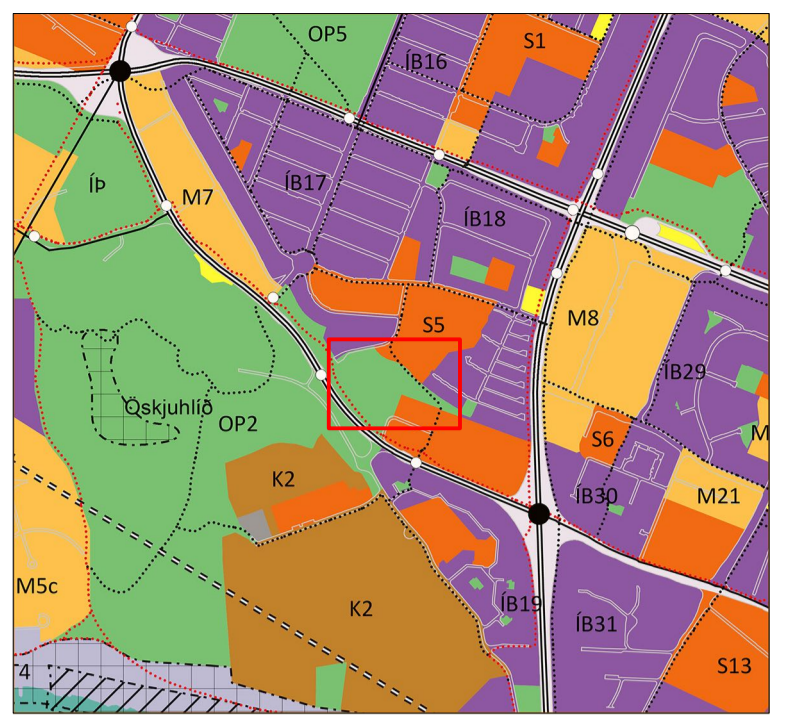 OP5
S1
ÍB16
ÍÞ
M7
ÍB17
ÍB18
S5
M8
ÍB29
Öskjuhlíð
OP2
M
S6
K2
ÍB30
M21
M5c
K2
ÍB19
ÍB31
S13
4